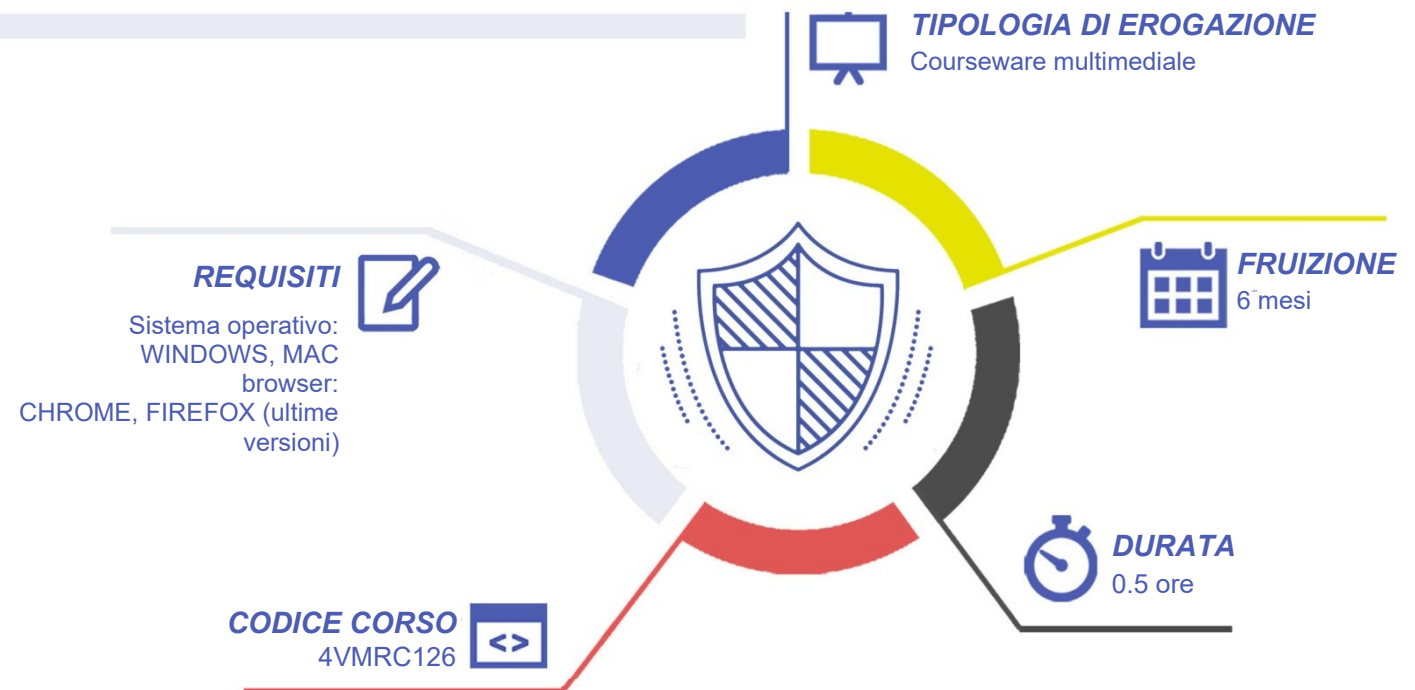 TIPOLOGIA DI EROGAZIONE
Courseware multimediale
REQUISITI
Sistema operativo:
WINDOWS, MAC
browser:
CHROME, FIREFOX (ultime
versioni)
FRUIZIONE
6 mesi
DURATA
0.5 ore
CODICE CORSO
4VMRC126
<>